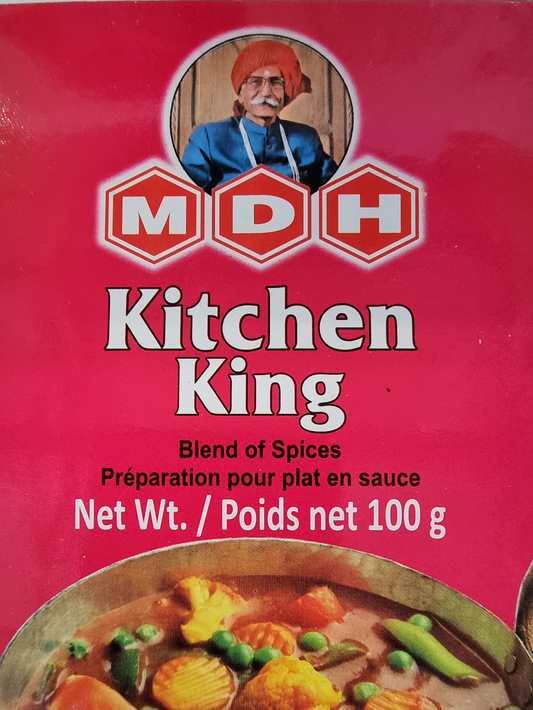 MDH
Kitchen
King
Blend of Spices
Préparation pour plat en sauce
Net Wt. / Poids net 100 g